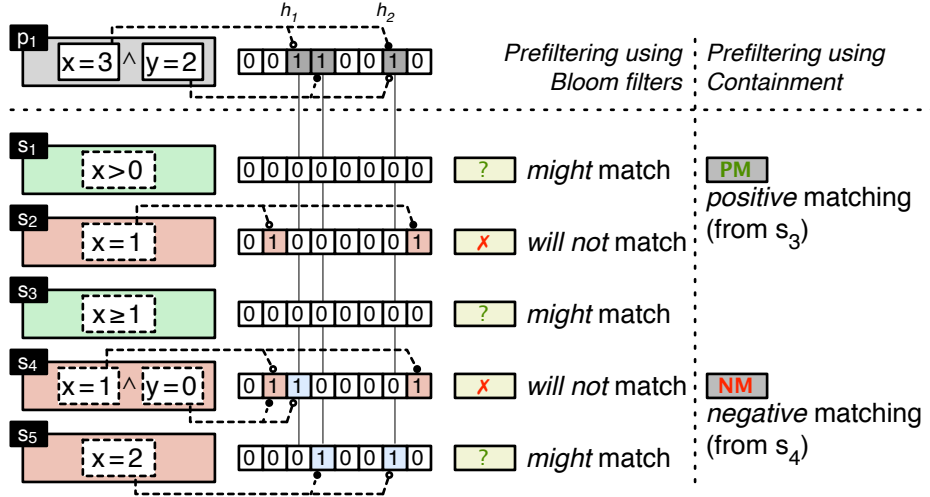 h1 h2
p1
x=3 ^ y=2 0 0 1 1 0 0 1 0
Prefiltering using
Bloom filters
Prefiltering using
Containment
s1
x>0 0 0 0 0 0 0 0 0 ? might match PM
positive matching
(from s3)
s2
x=1 0 1 0 0 0 0 0 1 ✗ will not match
s3
x≥1 0 0 0 0 0 0 0 0 ? might match
s4
x=1 ^ y=0 0 1 1 0 0 0 0 1 ✗ will not match NM
negative matching
(from s4)
s5
x=2 0 0 0 1 0 0 1 0 ? might match